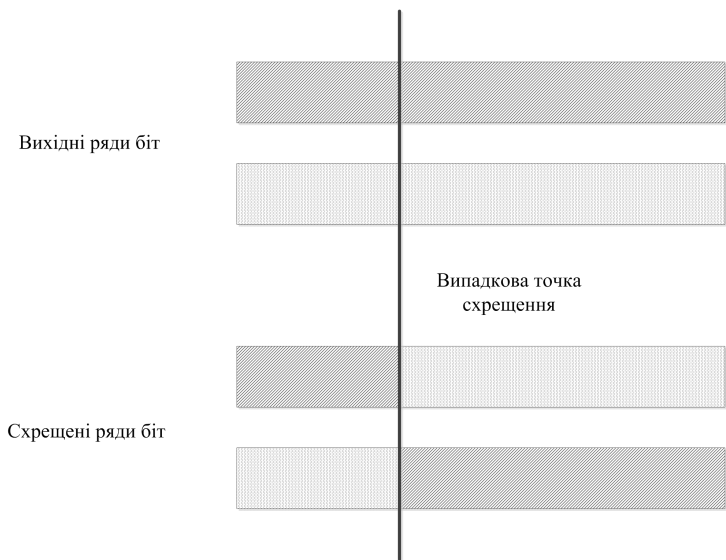 Вихідні ряди біт
Випадкова точка
схрещення
Схрещені ряди біт